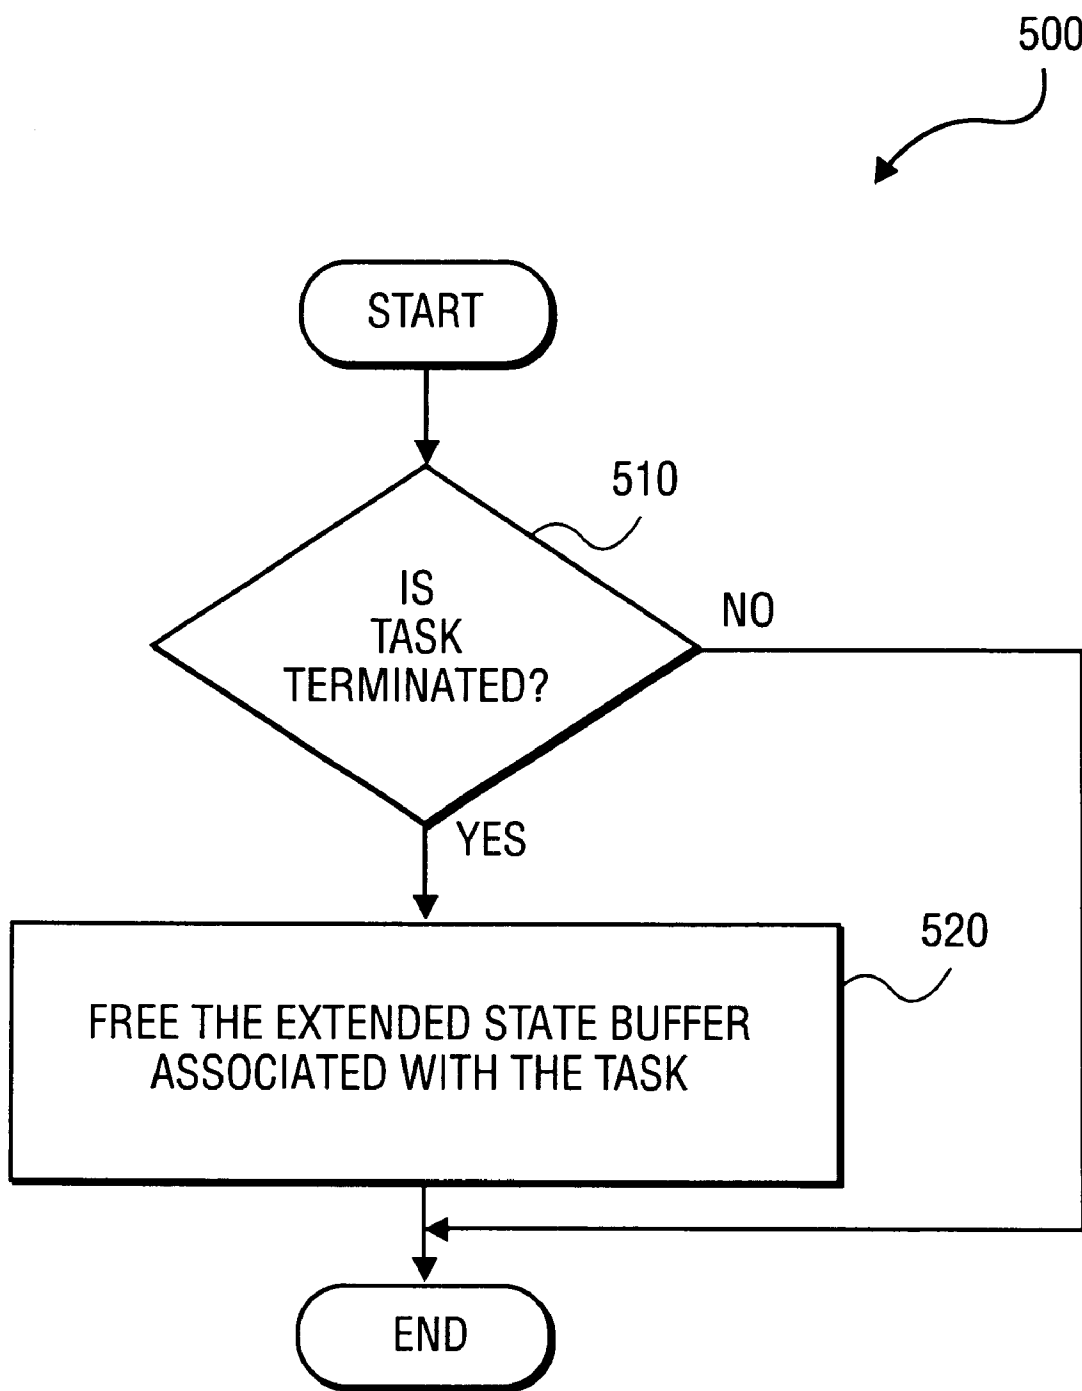 500
START
510
IS
TASK
TERMINATED?
NO
YES
520
FREE THE EXTENDED STATE BUFFER
ASSOCIATED WITH THE TASK
END